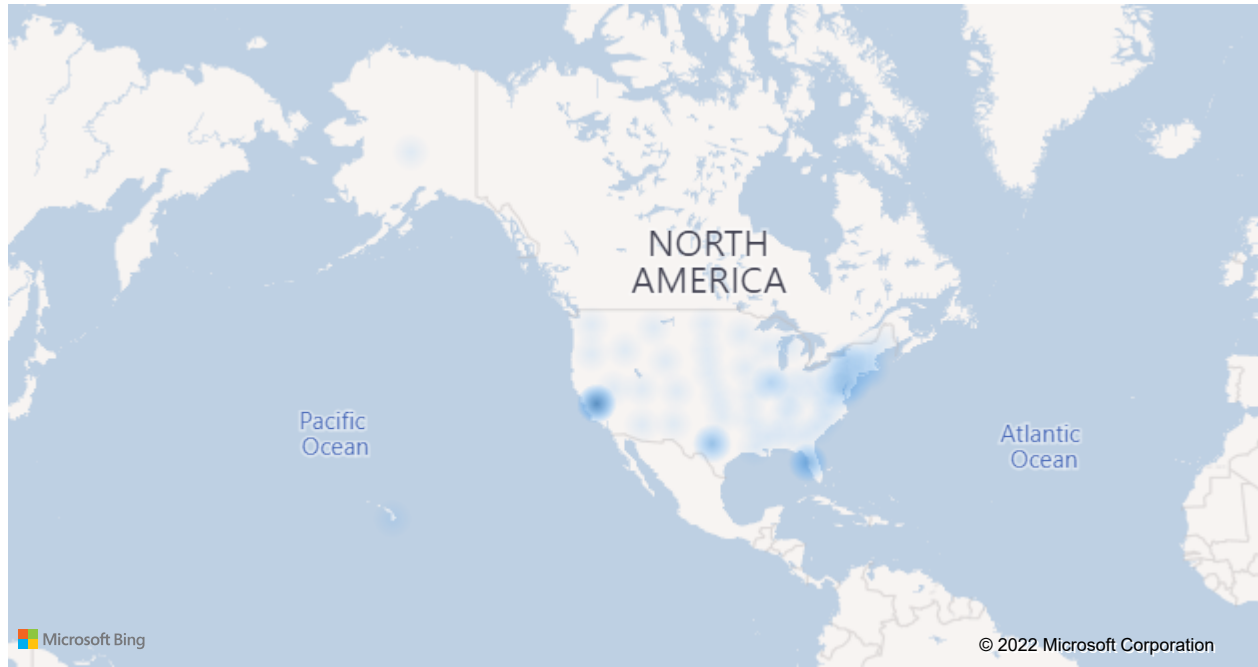 NORTH
AMERICA
Pacific
Ocean
Atlantic
Ocean
Microsoft Bing
© 2022 Microsoft Corporation